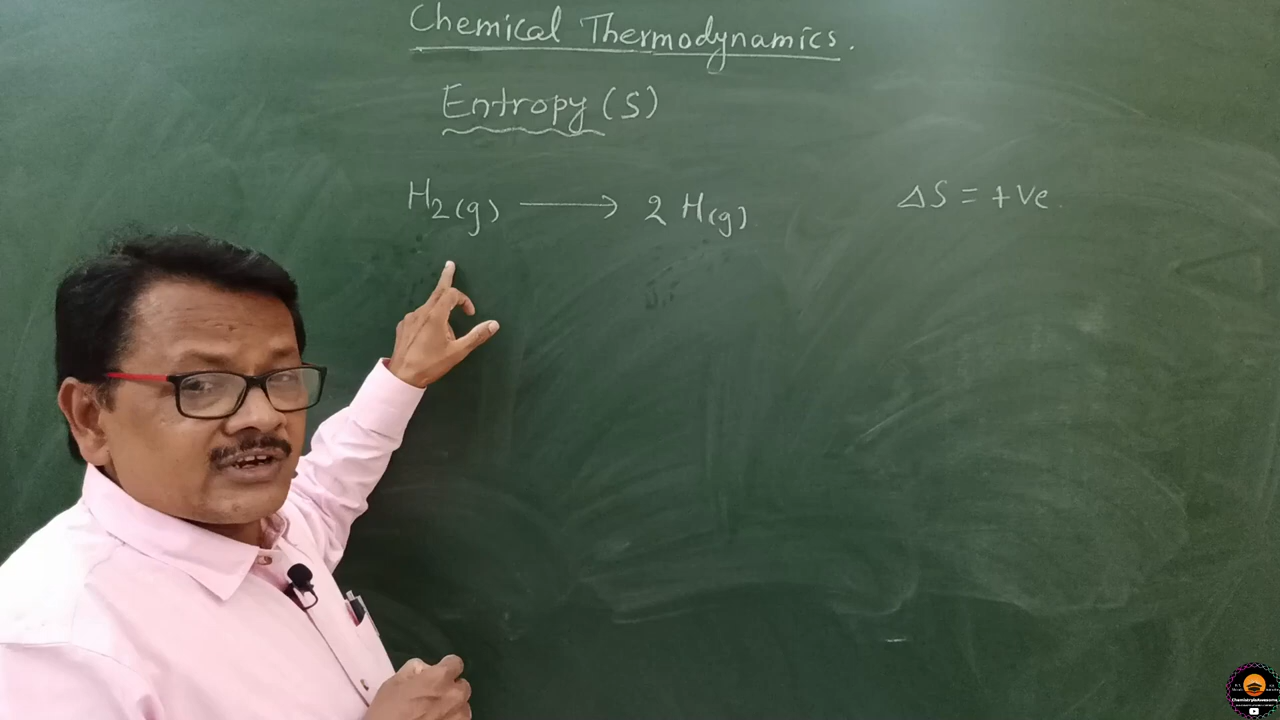 Chemical Thermodynamics.
Entropy (S)
H2(g) ⟶ 2 H(g) ΔS = +ve.